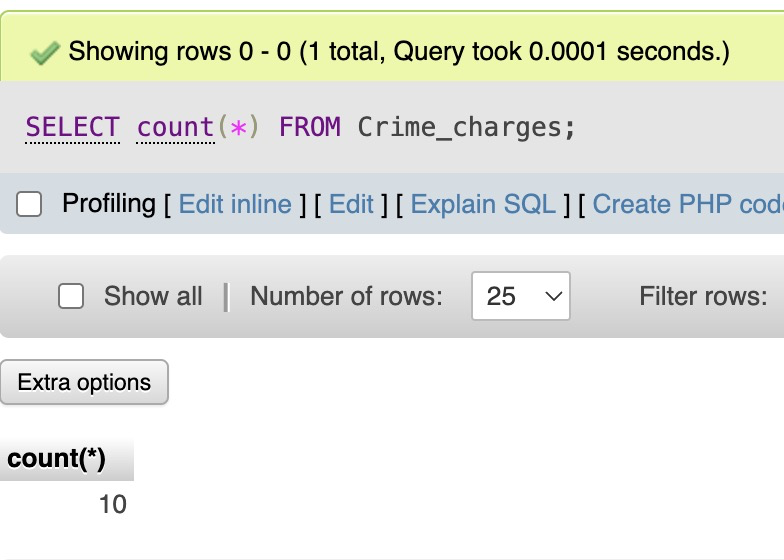 Showing rows 0 - 0 (1 total, Query took 0.0001 seconds.)
SELECT count(*) FROM Crime_charges;
Profiling [ Edit inline ] [ Edit ] [ Explain SQL ] [ Create PHP cod
Show all | Number of rows: 25 Filter rows:
Extra options
count(*)
10